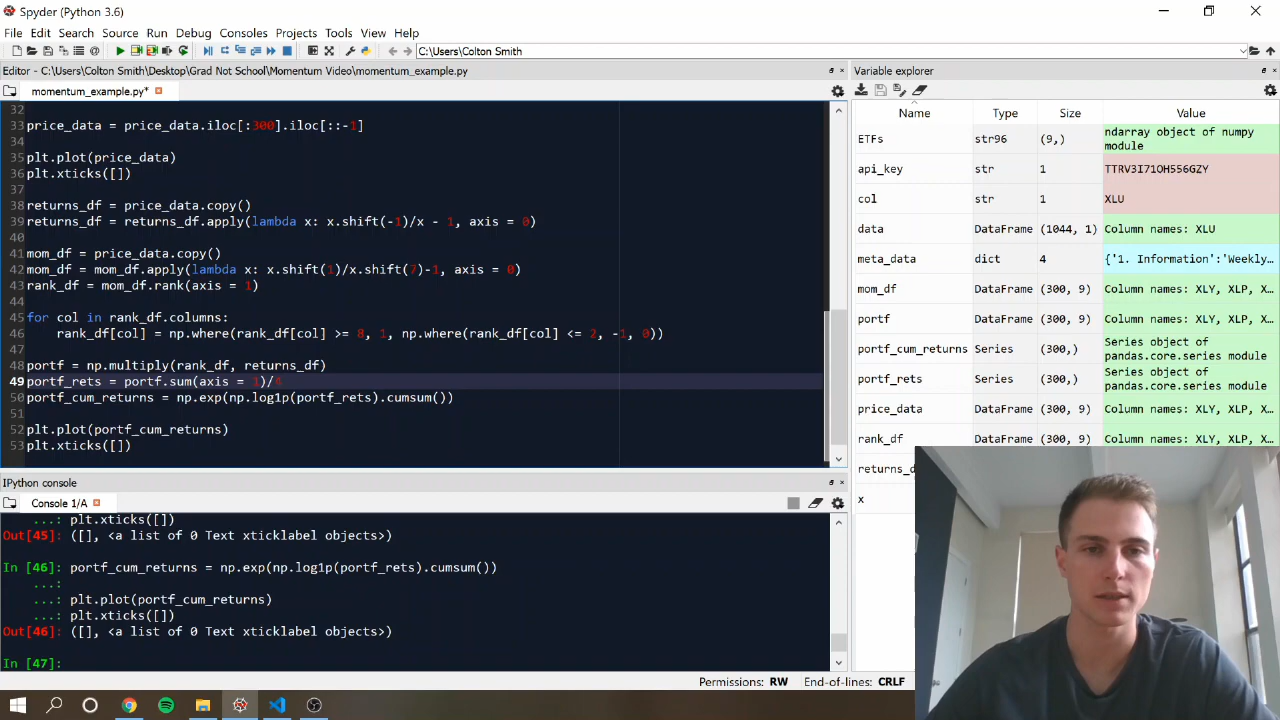 Spyder (Python 3.6)
File Edit Search Source Run Debug Consoles Projects Tools View Help
C:\Users\Colton Smith
Editor - C:\Users\Colton Smith\Desktop\Grad Not School\Momentum Video\momentum_example.py
momentum_example.py*
32
33 price_data = price_data.iloc[:300].iloc[::-1]
34
35 plt.plot(price_data)
36 plt.xticks([])
37
38 returns_df = price_data.copy()
39 returns_df = returns_df.apply(lambda x: x.shift(-1)/x - 1, axis = 0)
40
41 mom_df = price_data.copy()
42 mom_df = mom_df.apply(lambda x: x.shift(1)/x.shift(7)-1, axis = 0)
43 rank_df = mom_df.rank(axis = 1)
44
45 for col in rank_df.columns:
46 rank_df[col] = np.where(rank_df[col] >= 8, 1, np.where(rank_df[col] <= 2, -1, 0))
47
48 portf = np.multiply(rank_df, returns_df)
49 portf_rets = portf.sum(axis = 1)/4
50 portf_cum_returns = np.exp(np.log1p(portf_rets).cumsum())
51
52 plt.plot(portf_cum_returns)
53 plt.xticks([])
IPython console
Console 1/A
...: plt.xticks([])
Out[45]: ([], <a list of 0 Text xticklabel objects>)
In [46]: portf_cum_returns = np.exp(np.log1p(portf_rets).cumsum())
...:
...: plt.plot(portf_cum_returns)
...: plt.xticks([])
Out[46]: ([], <a list of 0 Text xticklabel objects>)
In [47]:
Permissions: RW End-of-lines: CRLF
Variable explorer
Name Type Size Value
ETFs str96 (9,) ndarray object of numpy
module
api_key str 1 TTRV3I71OH556GZY
col str 1 XLU
data DataFrame (1044, 1) Column names: XLU
meta_data dict 4 {'1. Information':'Weekly…
mom_df DataFrame (300, 9) Column names: XLY, XLP, X…
portf DataFrame (300, 9) Column names: XLY, XLP, X…
portf_cum_returns Series (300,) Series object of
pandas.core.series module
portf_rets Series (300,) Series object of
pandas.core.series module
price_data DataFrame (300, 9) Column names: XLY, XLP, X…
rank_df DataFrame (300, 9) Column names: XLY, XLP, X…
x